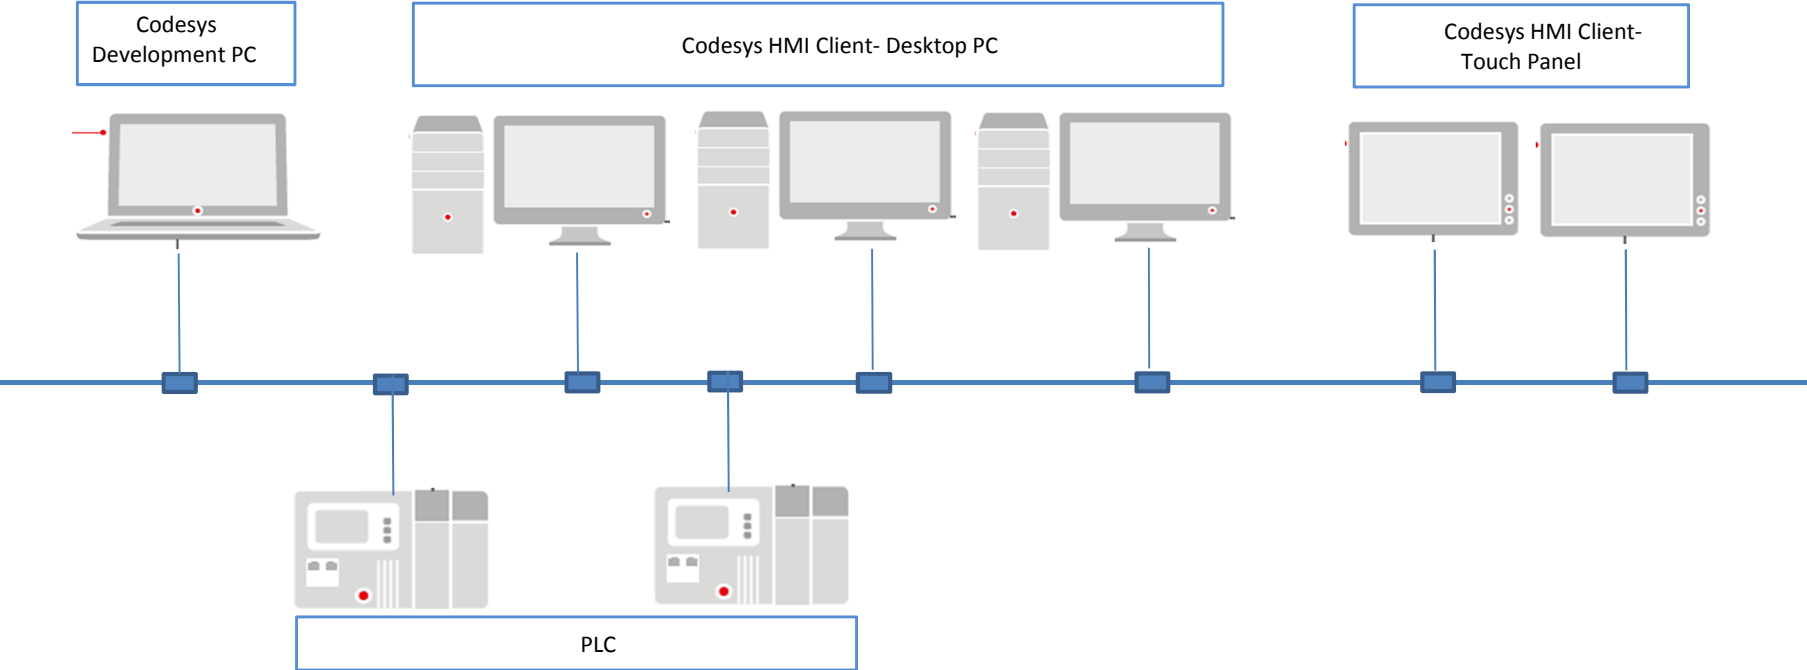 Codesys
Development PC
Codesys HMI Client- Desktop PC
Codesys HMI Client-
Touch Panel
PLC